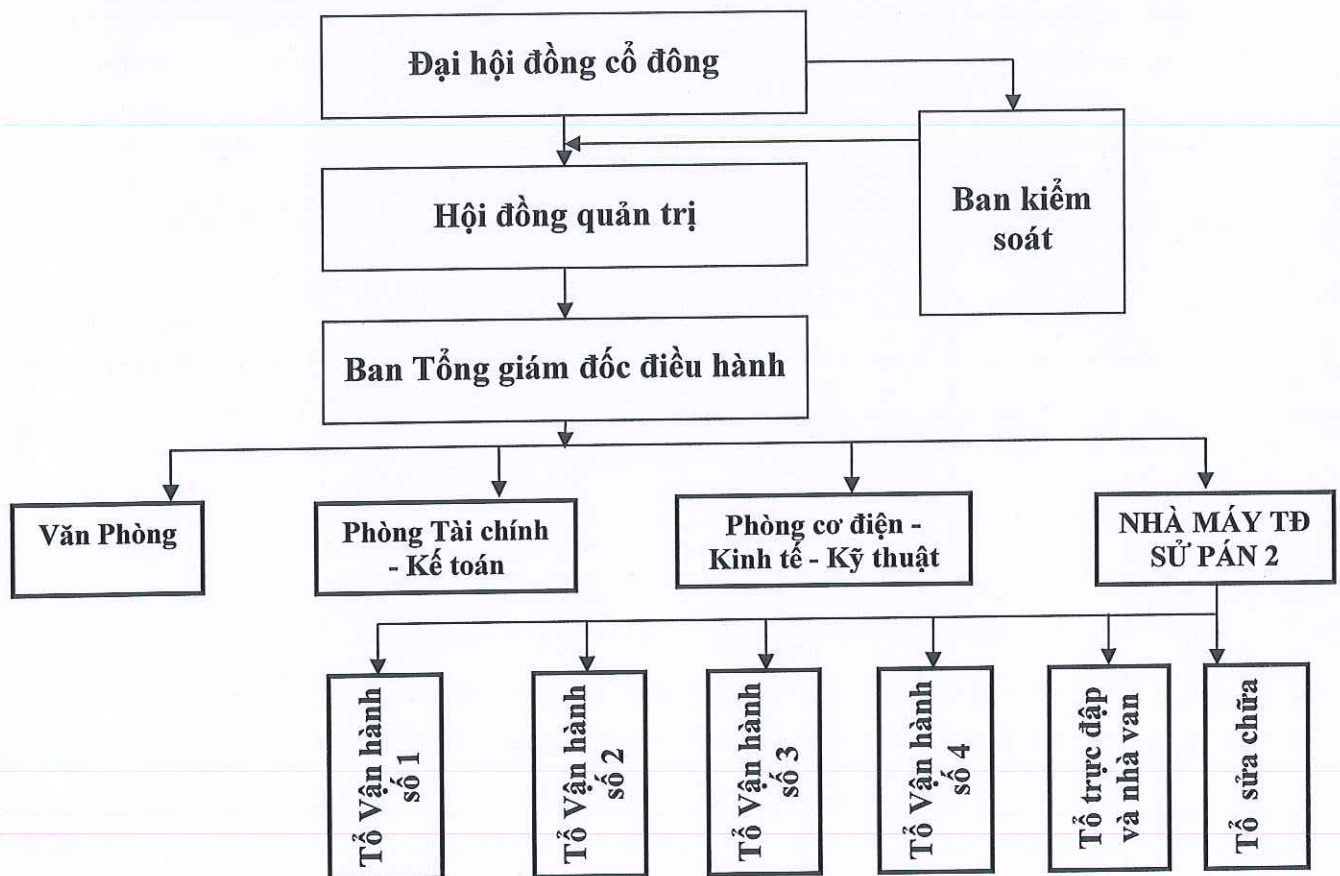 Đại hội đồng cổ đông
Ban kiểm
soát
Hội đồng quản trị
Ban Tổng giám đốc điều hành
Văn Phòng
Phòng Tài chính
- Kế toán
Phòng cơ điện -
Kinh tế - Kỹ thuật
NHÀ MÁY TĐ
SỬ PÁN 2
Tổ Vận hành
số 1
Tổ Vận hành
số 2
Tổ Vận hành
số 3
Tổ Vận hành
số 4
Tổ trực đập
và nhà van
Tổ sửa chữa